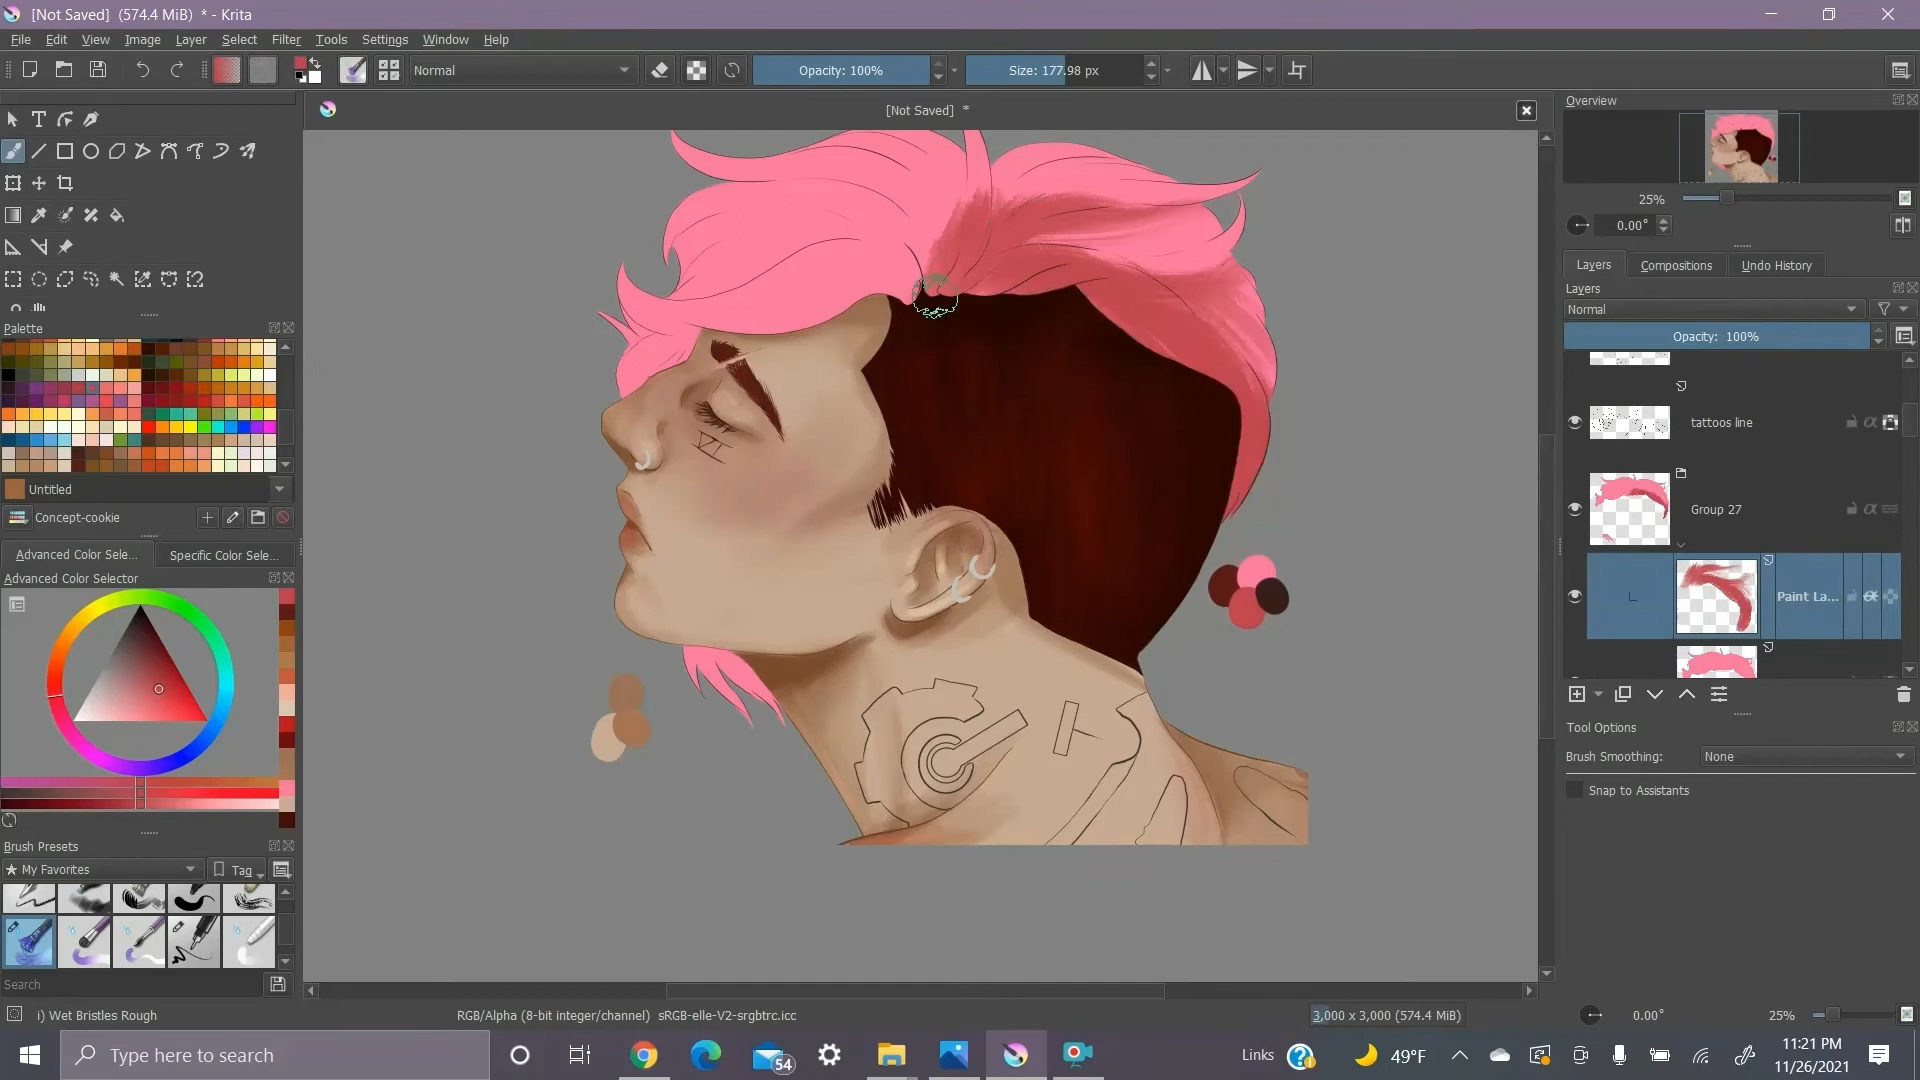 [Not Saved]  (574.4 MiB)  * - Krita
File Edit View Image Layer Select Filter Tools Settings Window Help
Normal
Opacity: 100%
Size: 177.98 px
[Not Saved]  *
Overview
25%
0.00°
Layers
Compositions
Undo History
Layers
Normal
Opacity:  100%
tattoos line
Group 27
Paint La...
Tool Options
Brush Smoothing:
None
Snap to Assistants
Palette
Untitled
Concept-cookie
Advanced Color Sele...
Specific Color Sele...
Advanced Color Selector
Brush Presets
★ My Favorites
Tag
Search
VI
i) Wet Bristles Rough
RGB/Alpha (8-bit integer/channel)  sRGB-elle-V2-srgbtrc.icc
3,000 x 3,000 (574.4 MiB)
0.00°
25%
Type here to search
54
Links
49°F
11:21 PM
11/26/2021